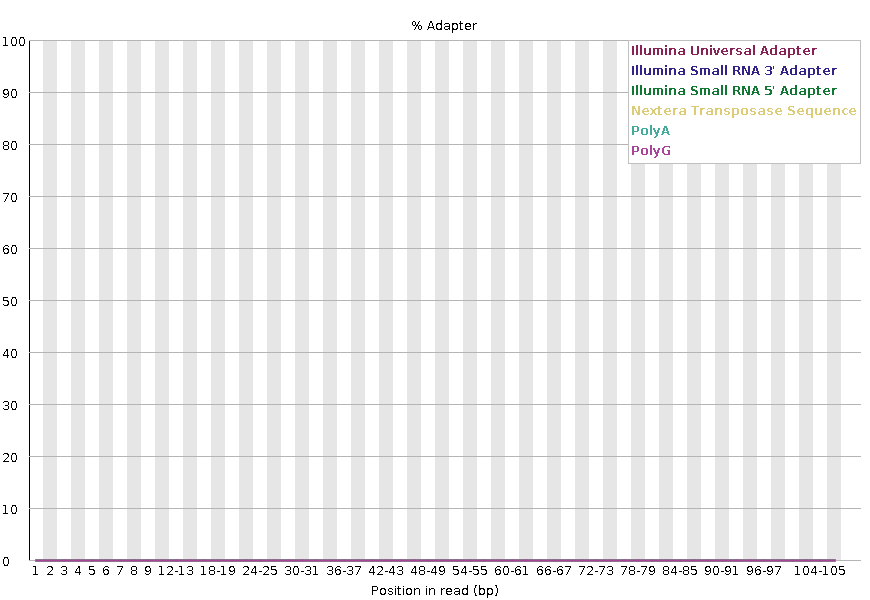 % Adapter
100
90
80
70
60
50
40
30
20
10
0
Illumina Universal Adapter
Illumina Small RNA 3' Adapter
Illumina Small RNA 5' Adapter
Nextera Transposase Sequence
PolyA
PolyG
1 2 3 4 5 6 7 8 9 12-13 18-19 24-25 30-31 36-37 42-43 48-49 54-55 60-61 66-67 72-73 78-79 84-85 90-91 96-97 104-105
Position in read (bp)